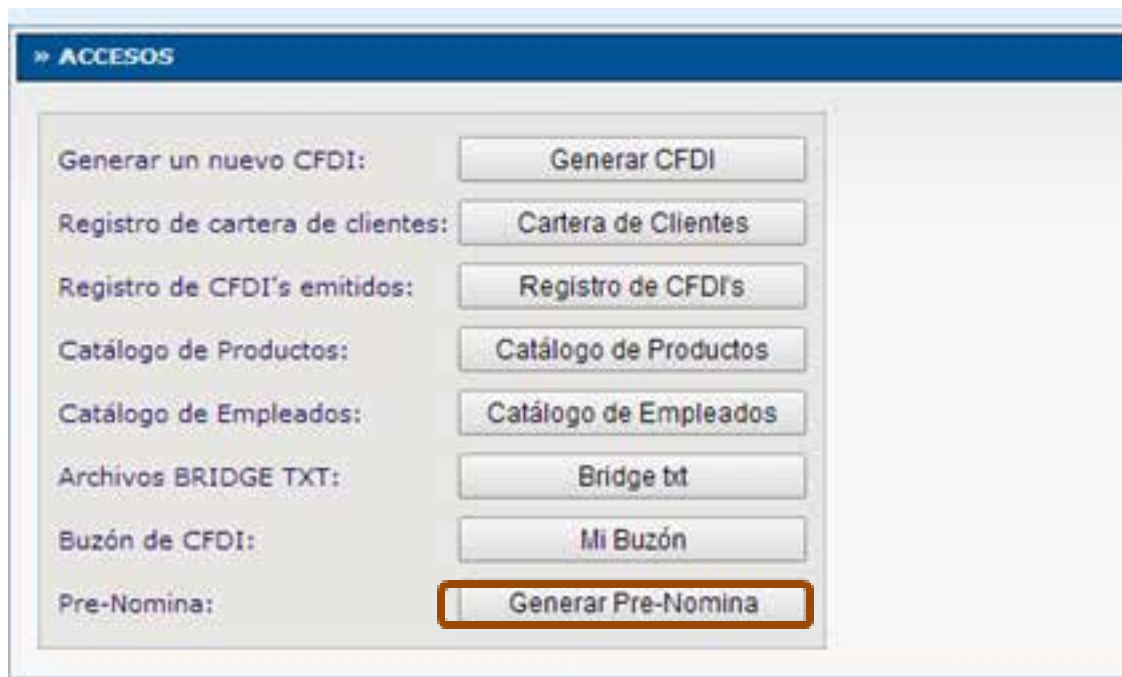 » ACCESOS
Generar un nuevo CFDI: Generar CFDI
Registro de cartera de clientes: Cartera de Clientes
Registro de CFDI's emitidos: Registro de CFDI's
Catálogo de Productos: Catálogo de Productos
Catálogo de Empleados: Catálogo de Empleados
Archivos BRIDGE TXT: Bridge txt
Buzón de CFDI: Mi Buzón
Pre-Nomina: Generar Pre-Nomina